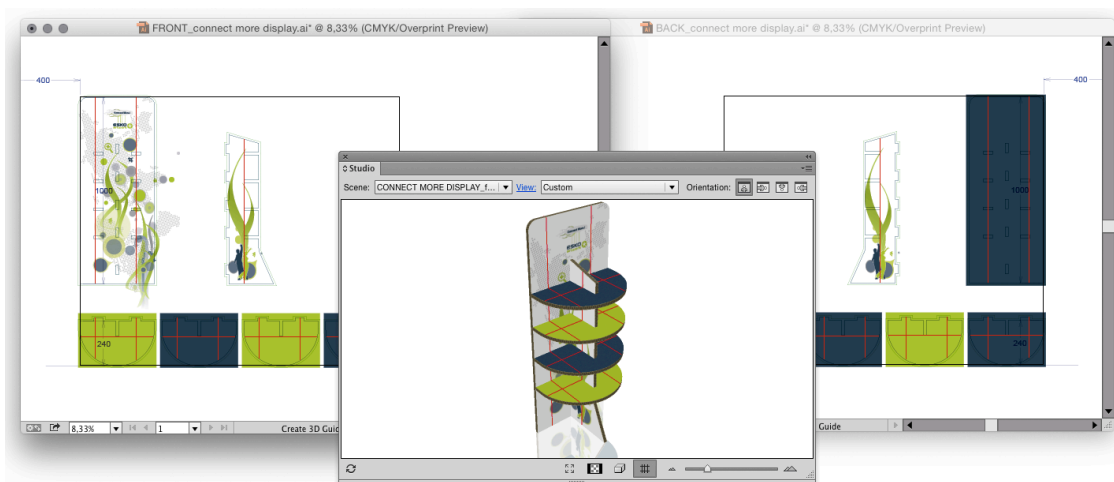 FRONT_connect more display.ai* @ 8,33% (CMYK/Overprint Preview)
BACK_connect more display.ai* @ 8,33% (CMYK/Overprint Preview)
400
400
ESKO
%
1000
1000
240
240
Studio
Scene: CONNECT MORE DISPLAY_f... View: Custom Orientation:
8,33% 1 Create 3D Guid
Guide